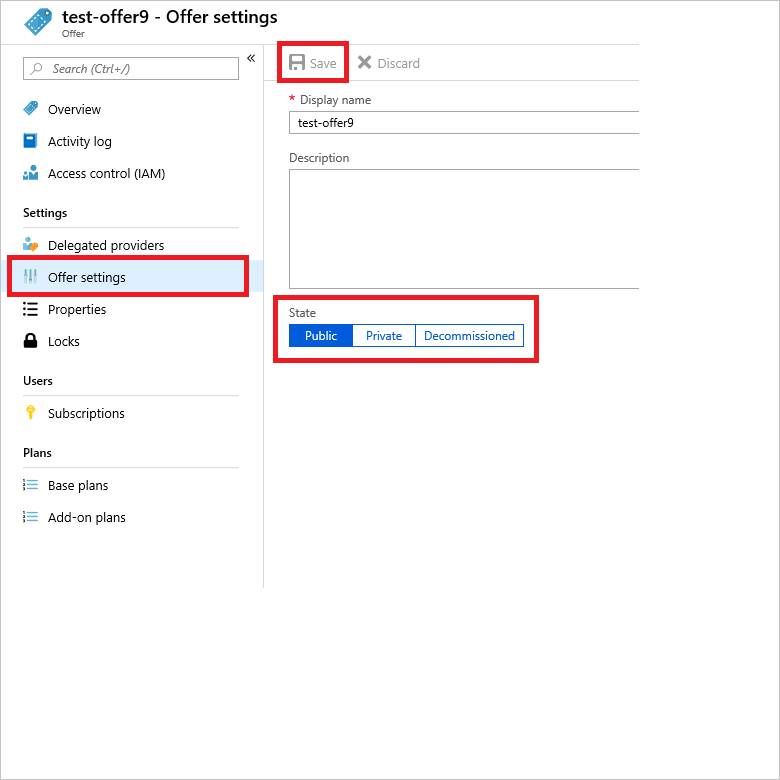 test-offer9 - Offer settings
Offer
«
Search (Ctrl+/)
Overview
Activity log
Access control (IAM)
Settings
Delegated providers
Offer settings
Properties
Locks
Users
Subscriptions
Plans
Base plans
Add-on plans
Save Discard
* Display name
test-offer9
Description
State
Public Private Decommissioned